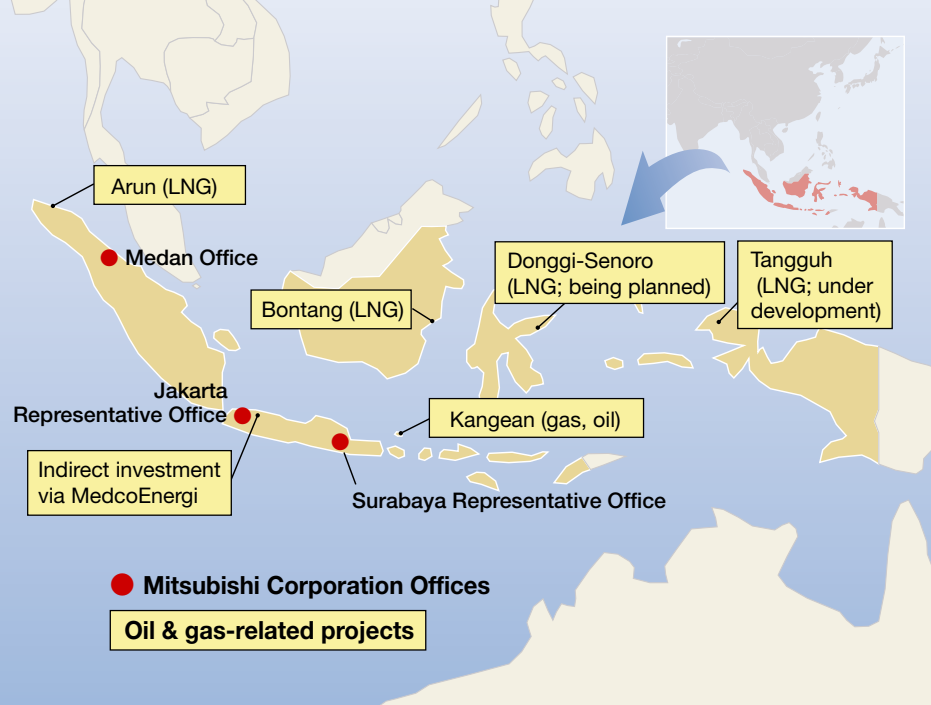 Arun (LNG)
Medan Office
Donggi-Senoro
(LNG; being planned)
Tangguh
(LNG; under
development)
Bontang (LNG)
Jakarta
Representative Office
Kangean (gas, oil)
Indirect investment
via MedcoEnergi
Surabaya Representative Office
Mitsubishi Corporation Offices
Oil & gas-related projects